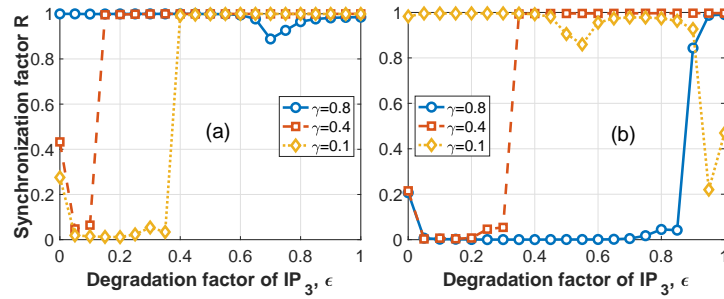 Synchronization factor R
1
0.8
0.6
0.4
0.2
0
(a)
γ=0.8
γ=0.4
γ=0.1
0 0.2 0.4 0.6 0.8 1
Degradation factor of IP3, ϵ
1
0.8
0.6
0.4
0.2
0
γ=0.8
γ=0.4
γ=0.1
(b)
0 0.2 0.4 0.6 0.8 1
Degradation factor of IP3, ϵ